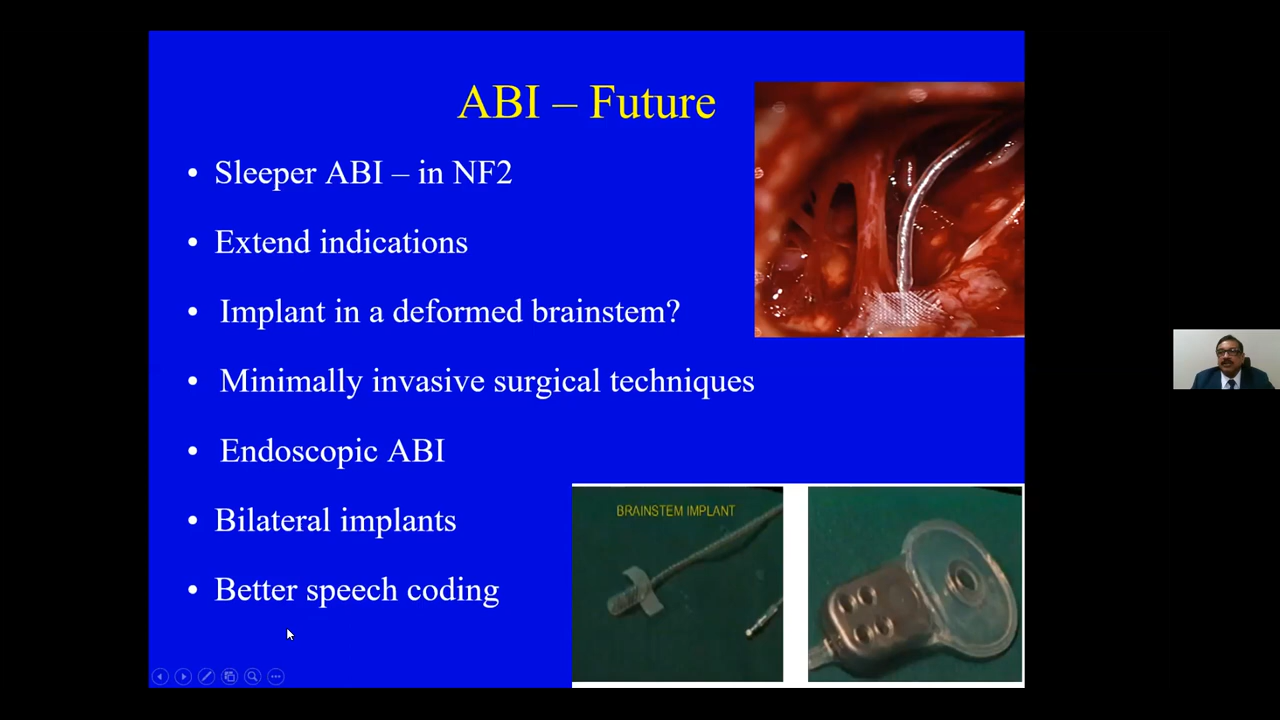 ABI – Future
• Sleeper ABI – in NF2
• Extend indications
• Implant in a deformed brainstem?
• Minimally invasive surgical techniques
• Endoscopic ABI
• Bilateral implants
• Better speech coding
BRAINSTEM IMPLANT